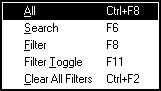 All Ctrl+F8
Search F6
Filter F8
Filter Toggle F11
Clear All Filters Ctrl+F2